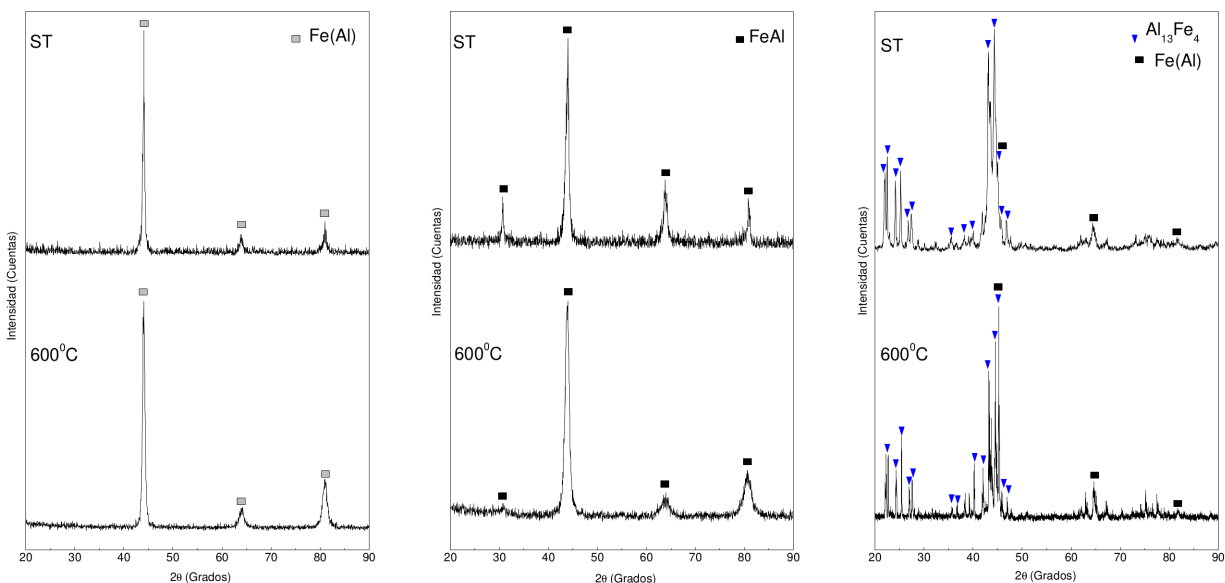 ST
Fe(Al)
600⁰C
Intensidad (Cuentas)
20 30 40 50 60 70 80 90
2θ (Grados)
ST
FeAl
600⁰C
Intensidad (Cuentas)
20 30 40 50 60 70 80 90
2θ (Grados)
ST
Al₁₃Fe₄
Fe(Al)
600⁰C
Intensidad (Cuentas)
20 30 40 50 60 70 80 90
2θ (Grados)